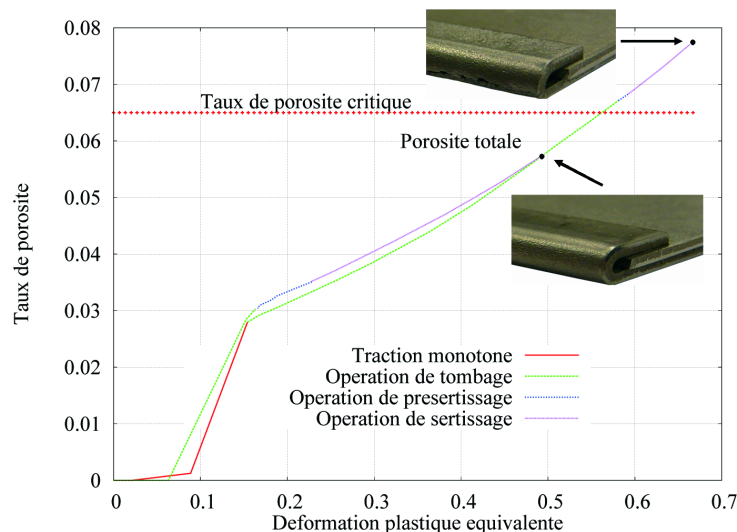 0.08
0.07
0.06
0.05
0.04
0.03
0.02
0.01
0
Taux de porosite
Taux de porosite critique
Porosite totale
Traction monotone
Operation de tombage
Operation de presertissage
Operation de sertissage
0 0.1 0.2 0.3 0.4 0.5 0.6 0.7
Deformation plastique equivalente